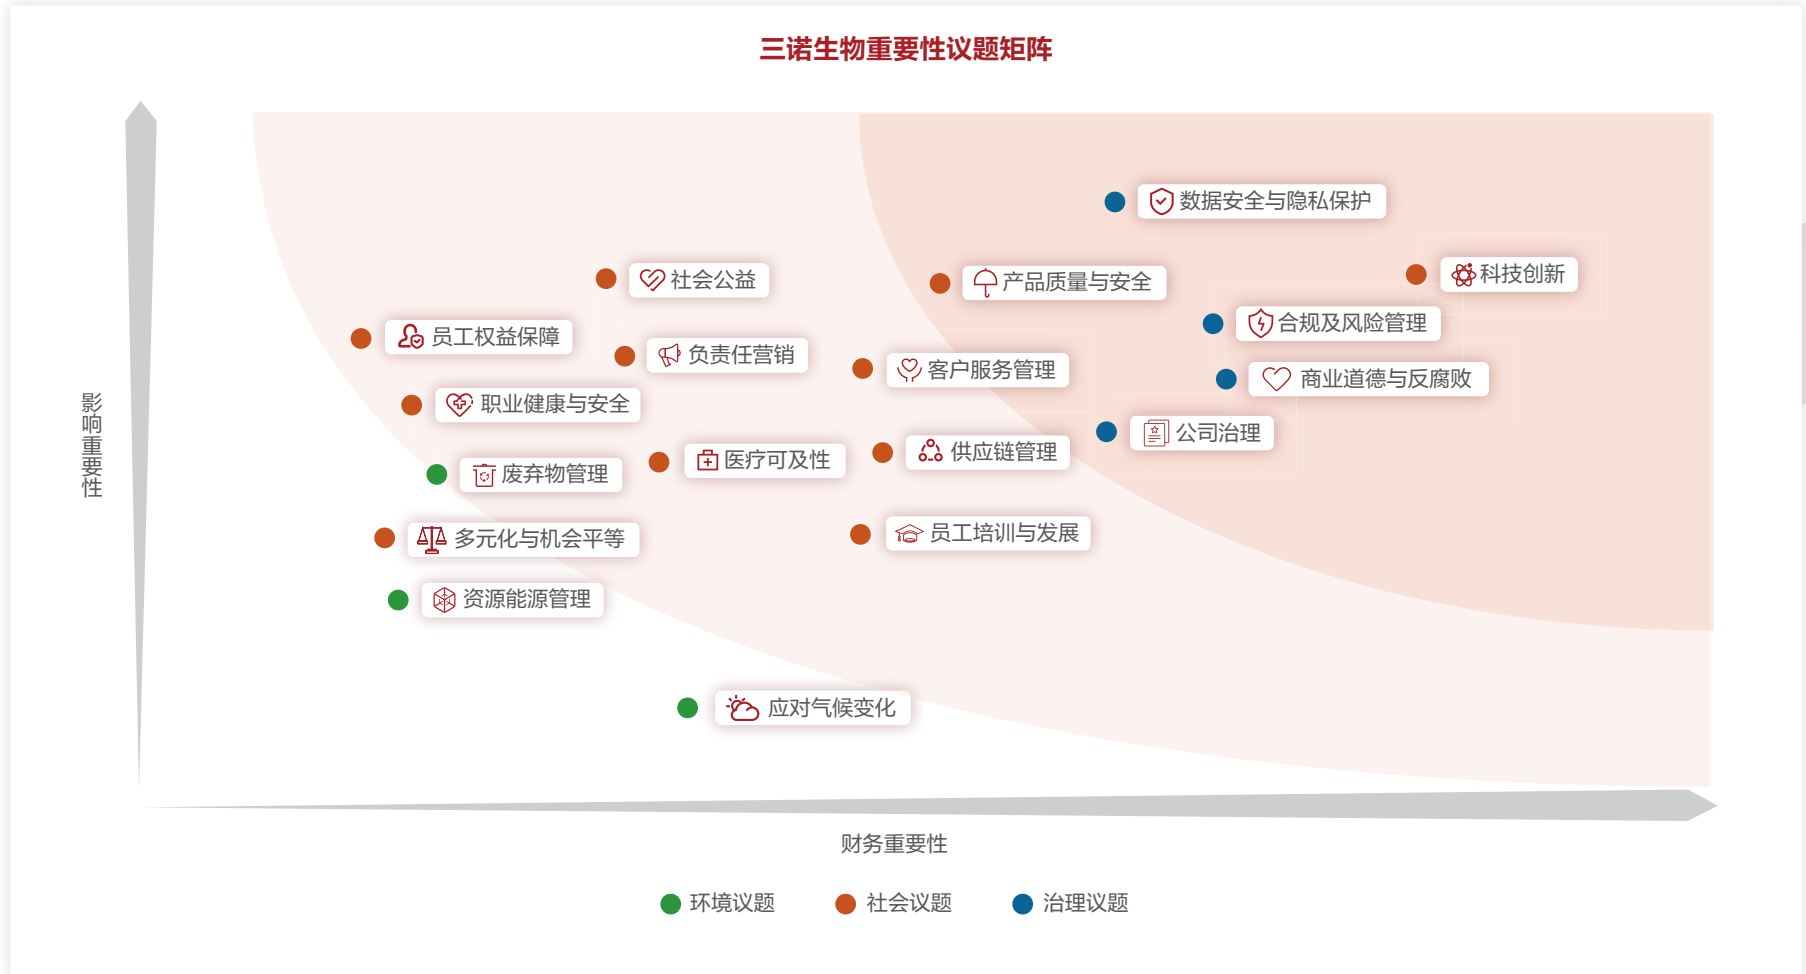 三诺生物重要性议题矩阵
数据安全与隐私保护
科技创新
社会公益
产品质量与安全
合规及风险管理
员工权益保障
负责任营销
客户服务管理
商业道德与反腐败
职业健康与安全
公司治理
影响重要性
供应链管理
医疗可及性
废弃物管理
员工培训与发展
多元化与机会平等
资源能源管理
应对气候变化
财务重要性
环境议题
社会议题
治理议题